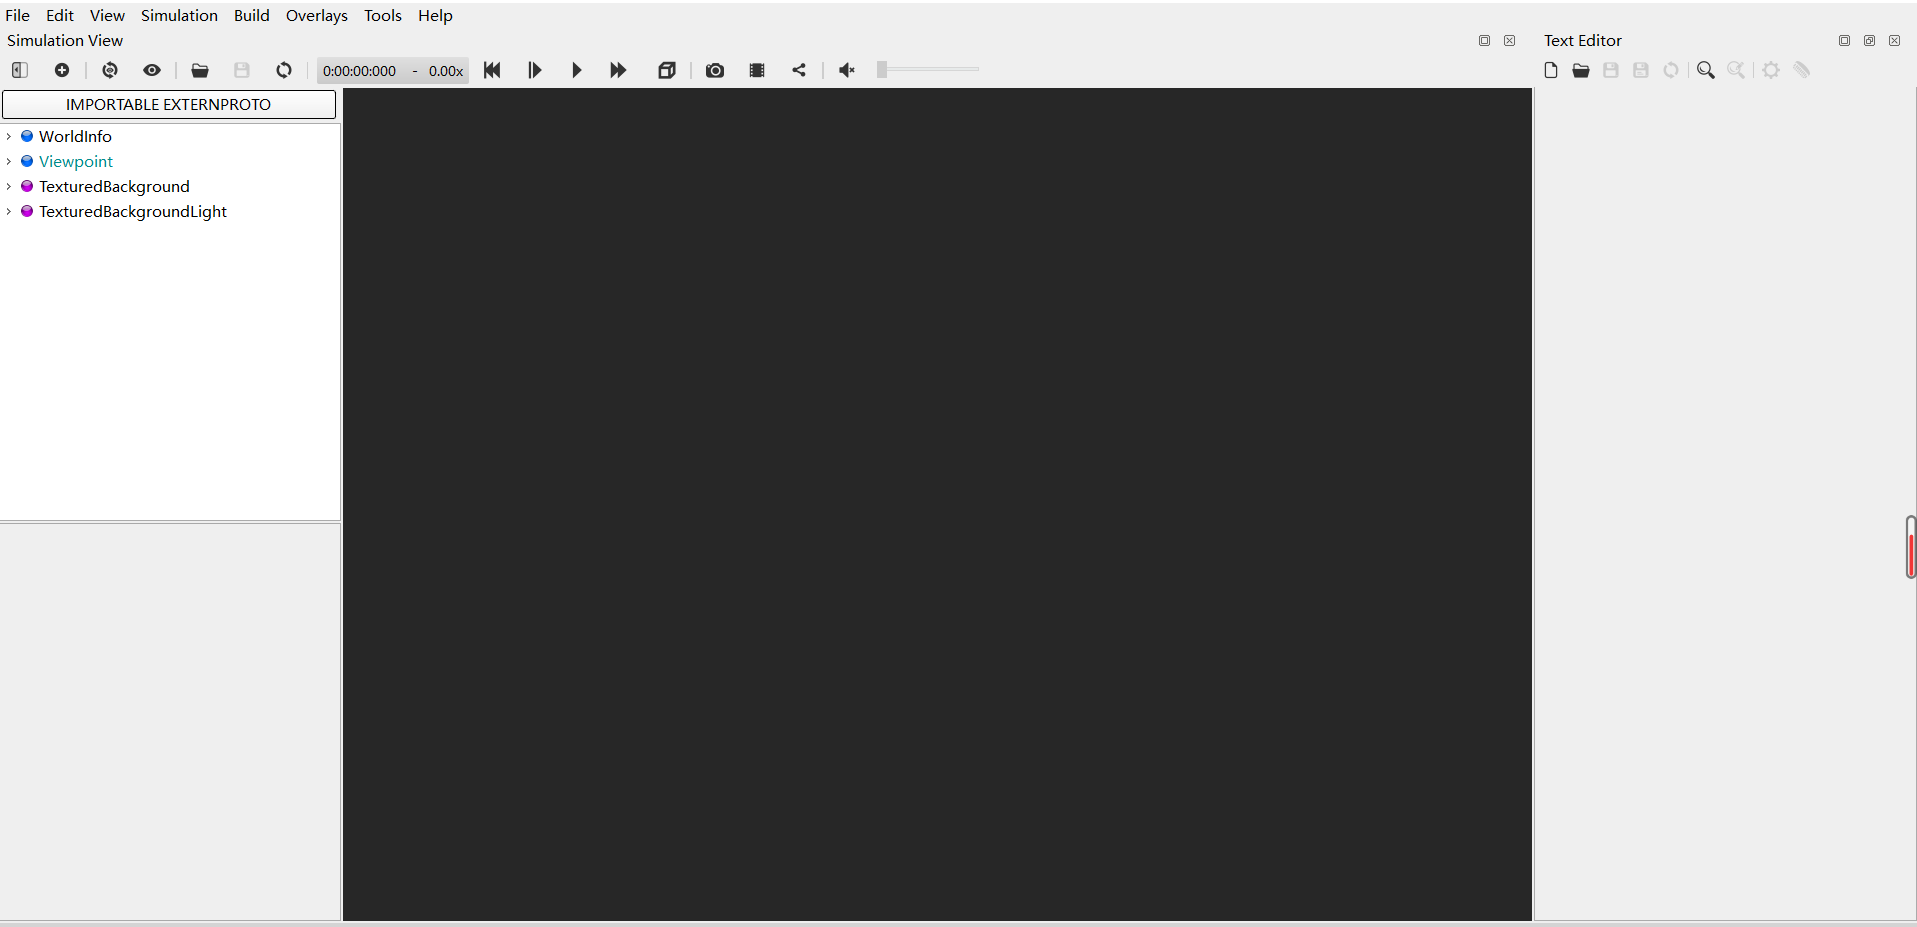 File Edit View Simulation Build Overlays Tools Help
Simulation View
Text Editor
0:00:00:000 - 0.00x
IMPORTABLE EXTERNPROTO
WorldInfo
Viewpoint
TexturedBackground
TexturedBackgroundLight